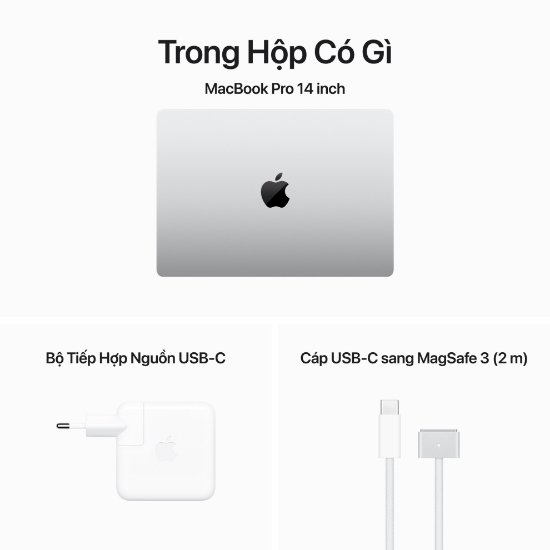 Trong Hộp Có Gì
MacBook Pro 14 inch
Bộ Tiếp Hợp Nguồn USB-C
Cáp USB-C sang MagSafe 3 (2 m)